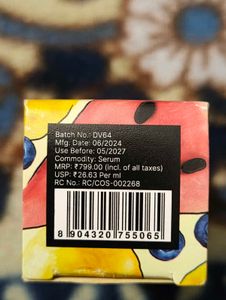 Batch No.: DV64
Mfg. Date: 06/2024
Use Before: 05/2027
Commodity: Serum
MRP: ₹799.00 (incl. of all taxes)
USP: ₹26.63 Per ml
RC No.: RC/COS-002268
8 904320 755065